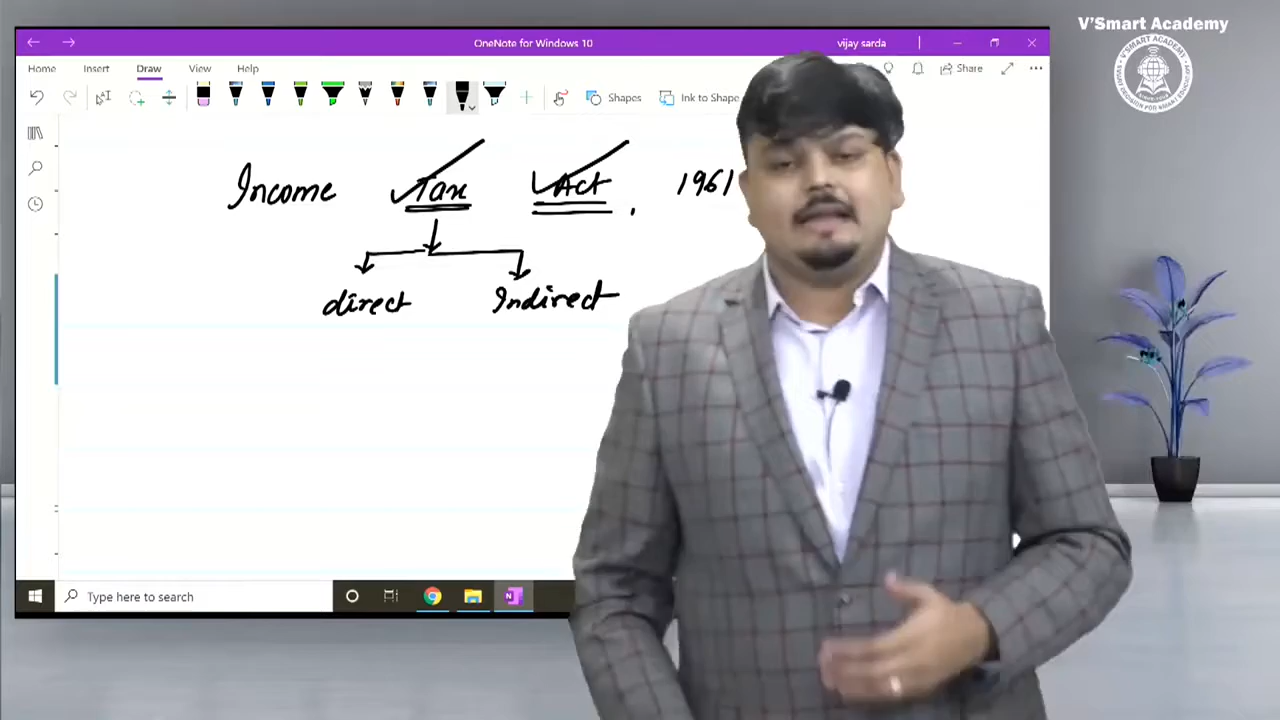 V'Smart Academy
OneNote for Windows 10
vijay sarda
Home Insert Draw View Help
Share
Shapes
Ink to Shape
Income Tax Act, 1961
direct Indirect
Type here to search